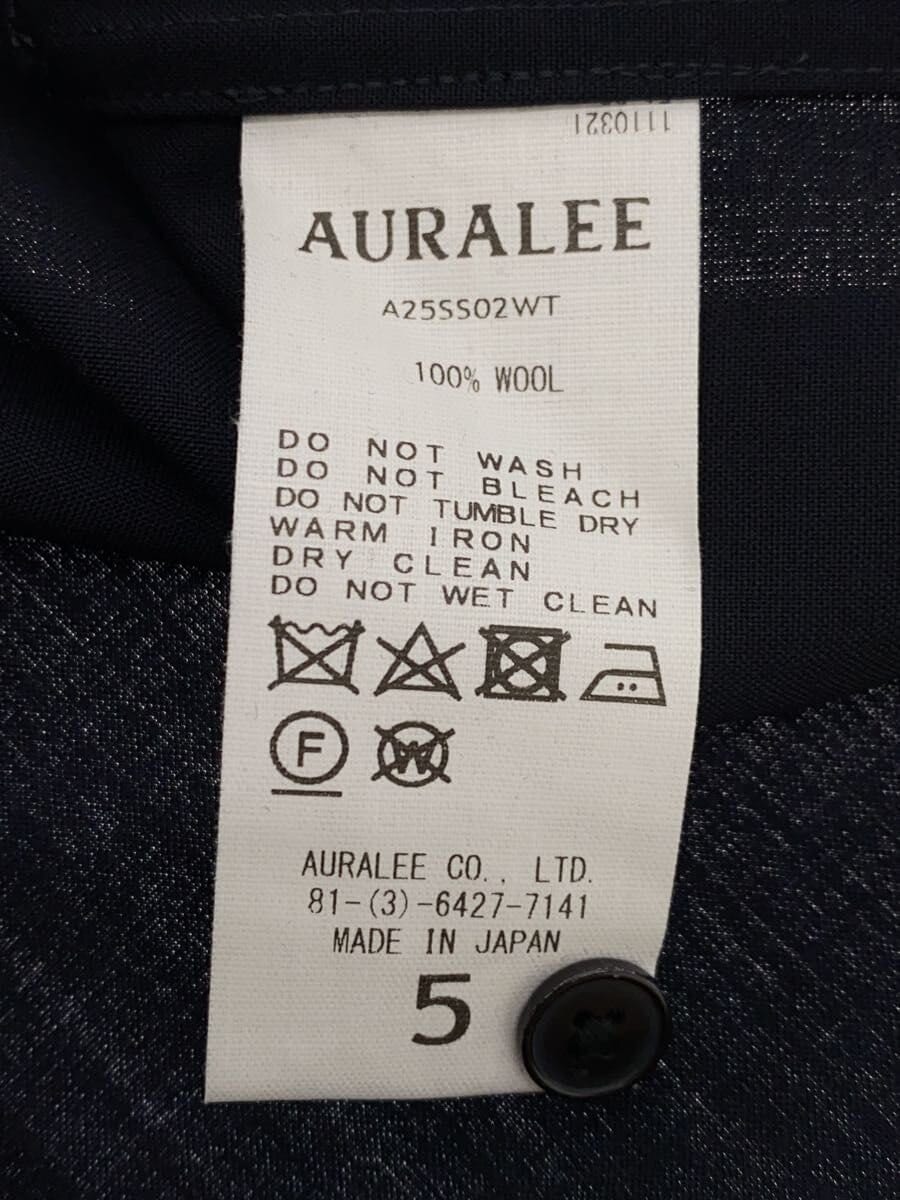 1110321
AURALEE
A25SS02WT
100% WOOL
DO NOT WASH
DO NOT BLEACH
DO NOT TUMBLE DRY
WARM IRON
DRY CLEAN
DO NOT WET CLEAN
F
W
AURALEE CO., LTD.
81-(3)-6427-7141
MADE IN JAPAN
5